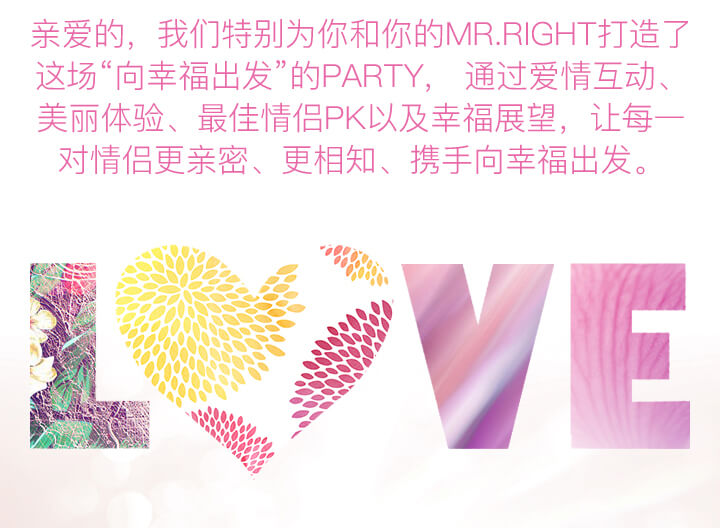 亲爱的，我们特别为你和你的MR.RIGHT打造了
这场“向幸福出发”的PARTY， 通过爱情互动、
美丽体验、最佳情侣PK以及幸福展望，让每一
对情侣更亲密、更相知、携手向幸福出发。
LOVE